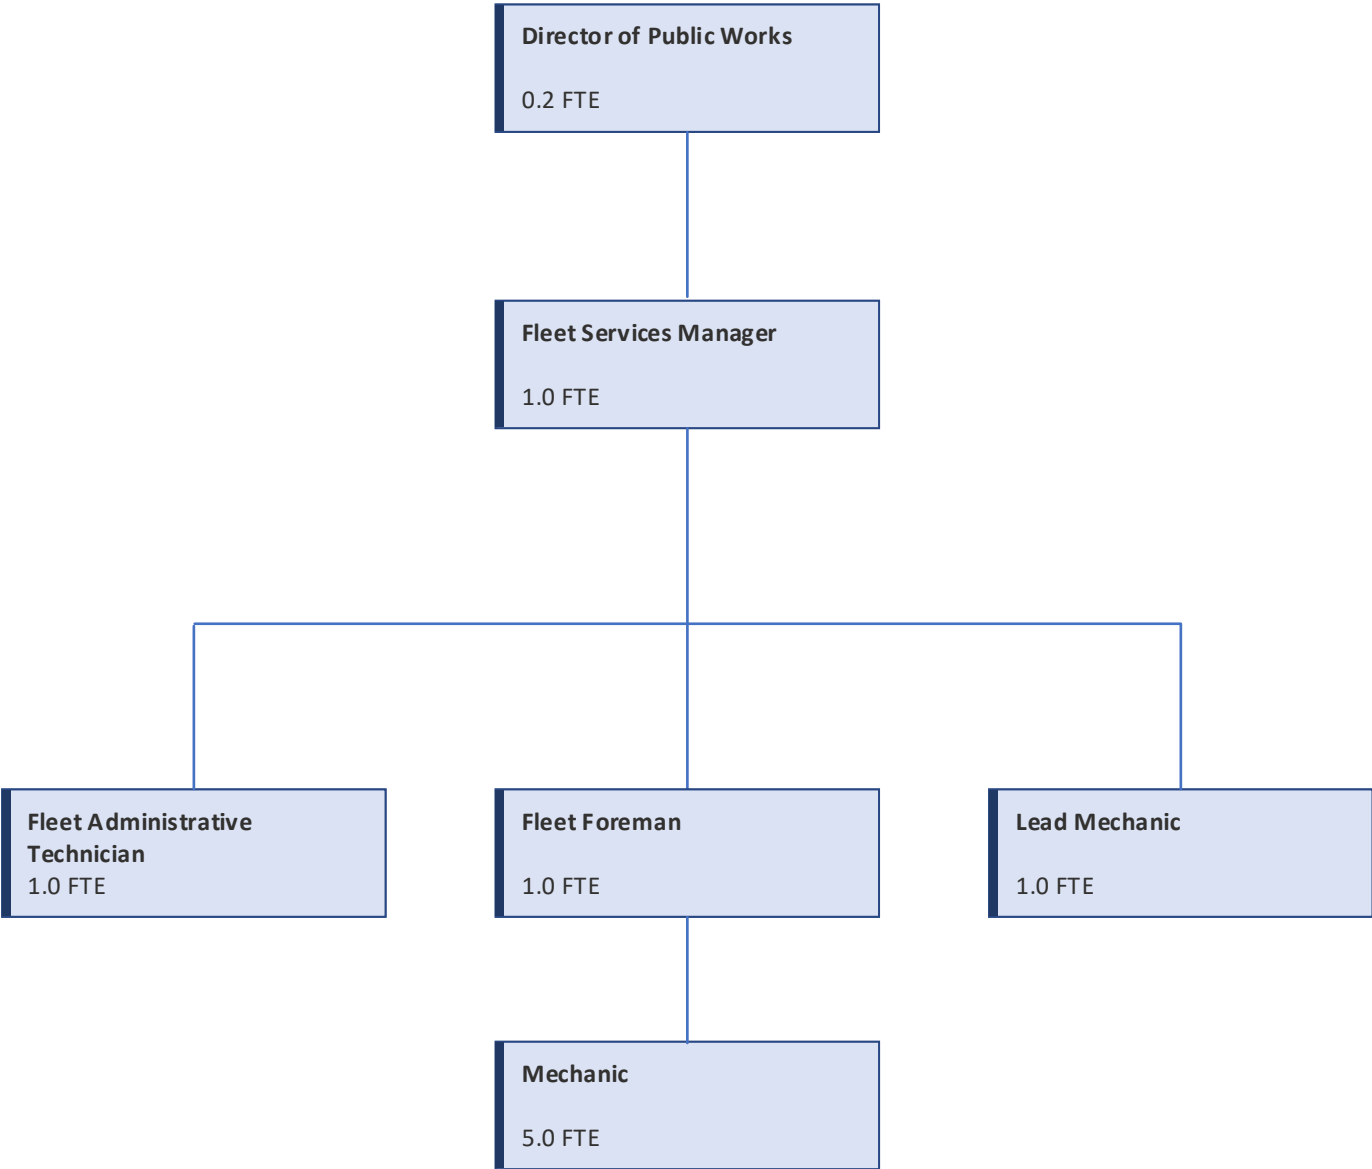 Director of Public Works
0.2 FTE
Fleet Services Manager
1.0 FTE
Fleet Administrative
Technician
1.0 FTE
Fleet Foreman
1.0 FTE
Lead Mechanic
1.0 FTE
Mechanic
5.0 FTE